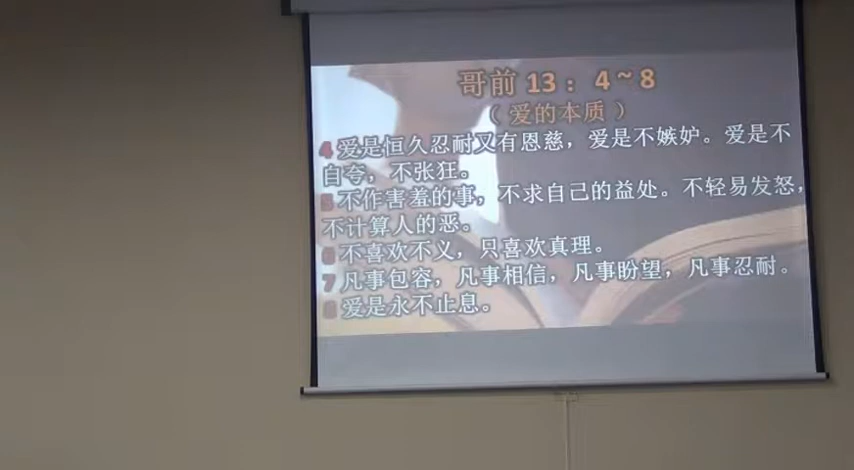 哥前 13： 4~8
（ 爱的本质 ）
4 爱是恒久忍耐又有恩慈，爱是不嫉妒。爱是不
自夸，不张狂。
5 不作害羞的事，不求自己的益处。不轻易发怒，
不计算人的恶。
6 不喜欢不义，只喜欢真理。
7 凡事包容，凡事相信，凡事盼望，凡事忍耐。
8 爱是永不止息。